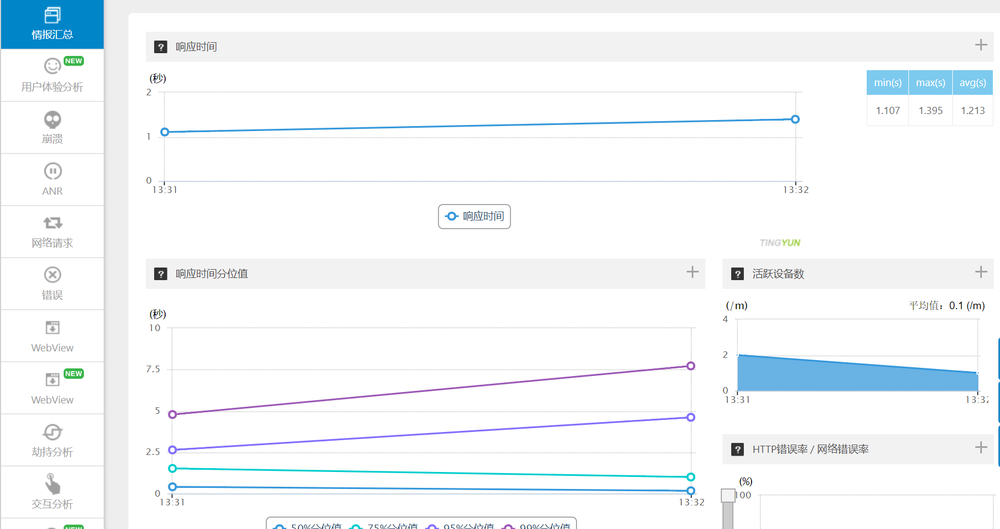 情报汇总
NEW
用户体验分析
崩溃
ANR
网络请求
错误
WebView
NEW
WebView
劫持分析
交互分析
NEW
? 响应时间
(秒)
2
1
0
13:31 13:32
响应时间
min(s) max(s) avg(s)
1.107 1.395 1.213
TINGYUN
? 响应时间分位值
(秒)
10
7.5
5
2.5
0
13:31 13:32
50%分位值 75%分位值 95%分位值 99%分位值
? 活跃设备数
(/m) 平均值：0.1 (/m)
4
2
0
13:31 13:32
? HTTP错误率 / 网络错误率
(%)
100